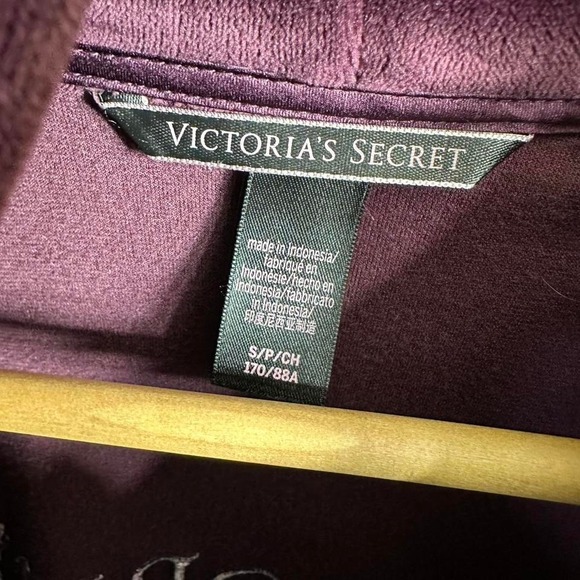 VICTORIA'S SECRET
made in Indonesia/
fabriqué en
Indonésie/hecho en
Indonesia/fabbricato
in Indonesia/
印度尼西亚制造
S/P/CH
170/88A